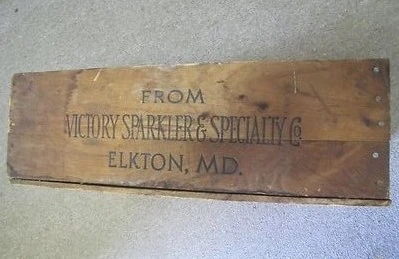 FROM
VICTORY SPARKLER & SPECIALTY Co
ELKTON, MD.